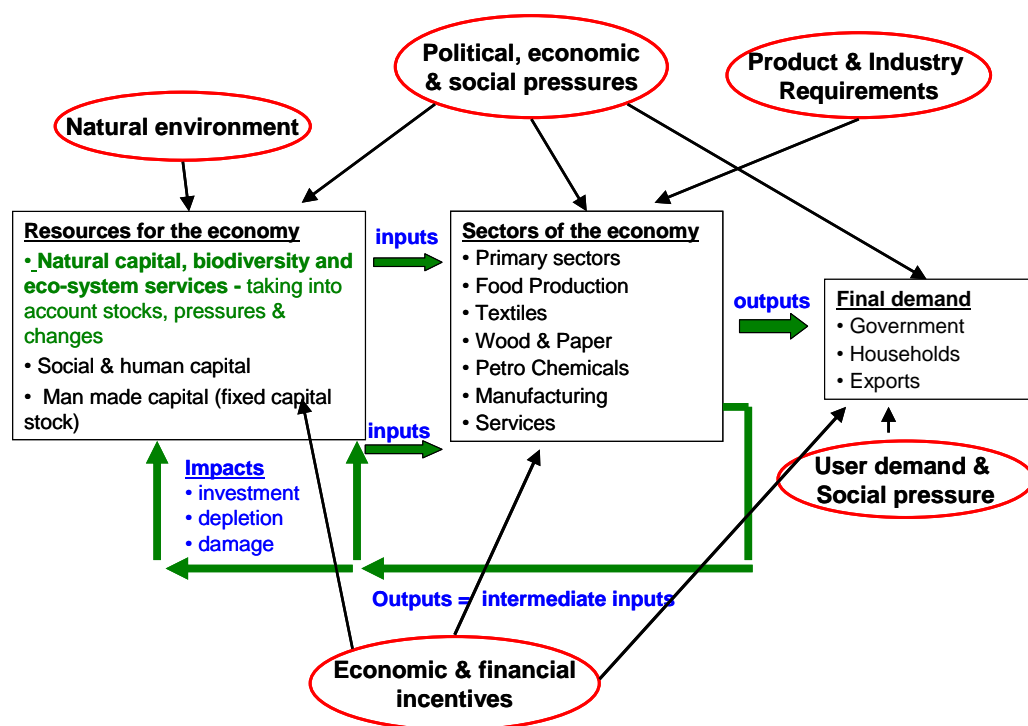 Political, economic
& social pressures
Product & Industry
Requirements
Natural environment
Resources for the economy
• Natural capital, biodiversity and
eco-system services - taking into
account stocks, pressures &
changes
• Social & human capital
• Man made capital (fixed capital
stock)
inputs
inputs
Sectors of the economy
• Primary sectors
• Food Production
• Textiles
• Wood & Paper
• Petro Chemicals
• Manufacturing
• Services
outputs
Final demand
• Government
• Households
• Exports
Impacts
• investment
• depletion
• damage
User demand &
Social pressure
Outputs = intermediate inputs
Economic & financial
incentives